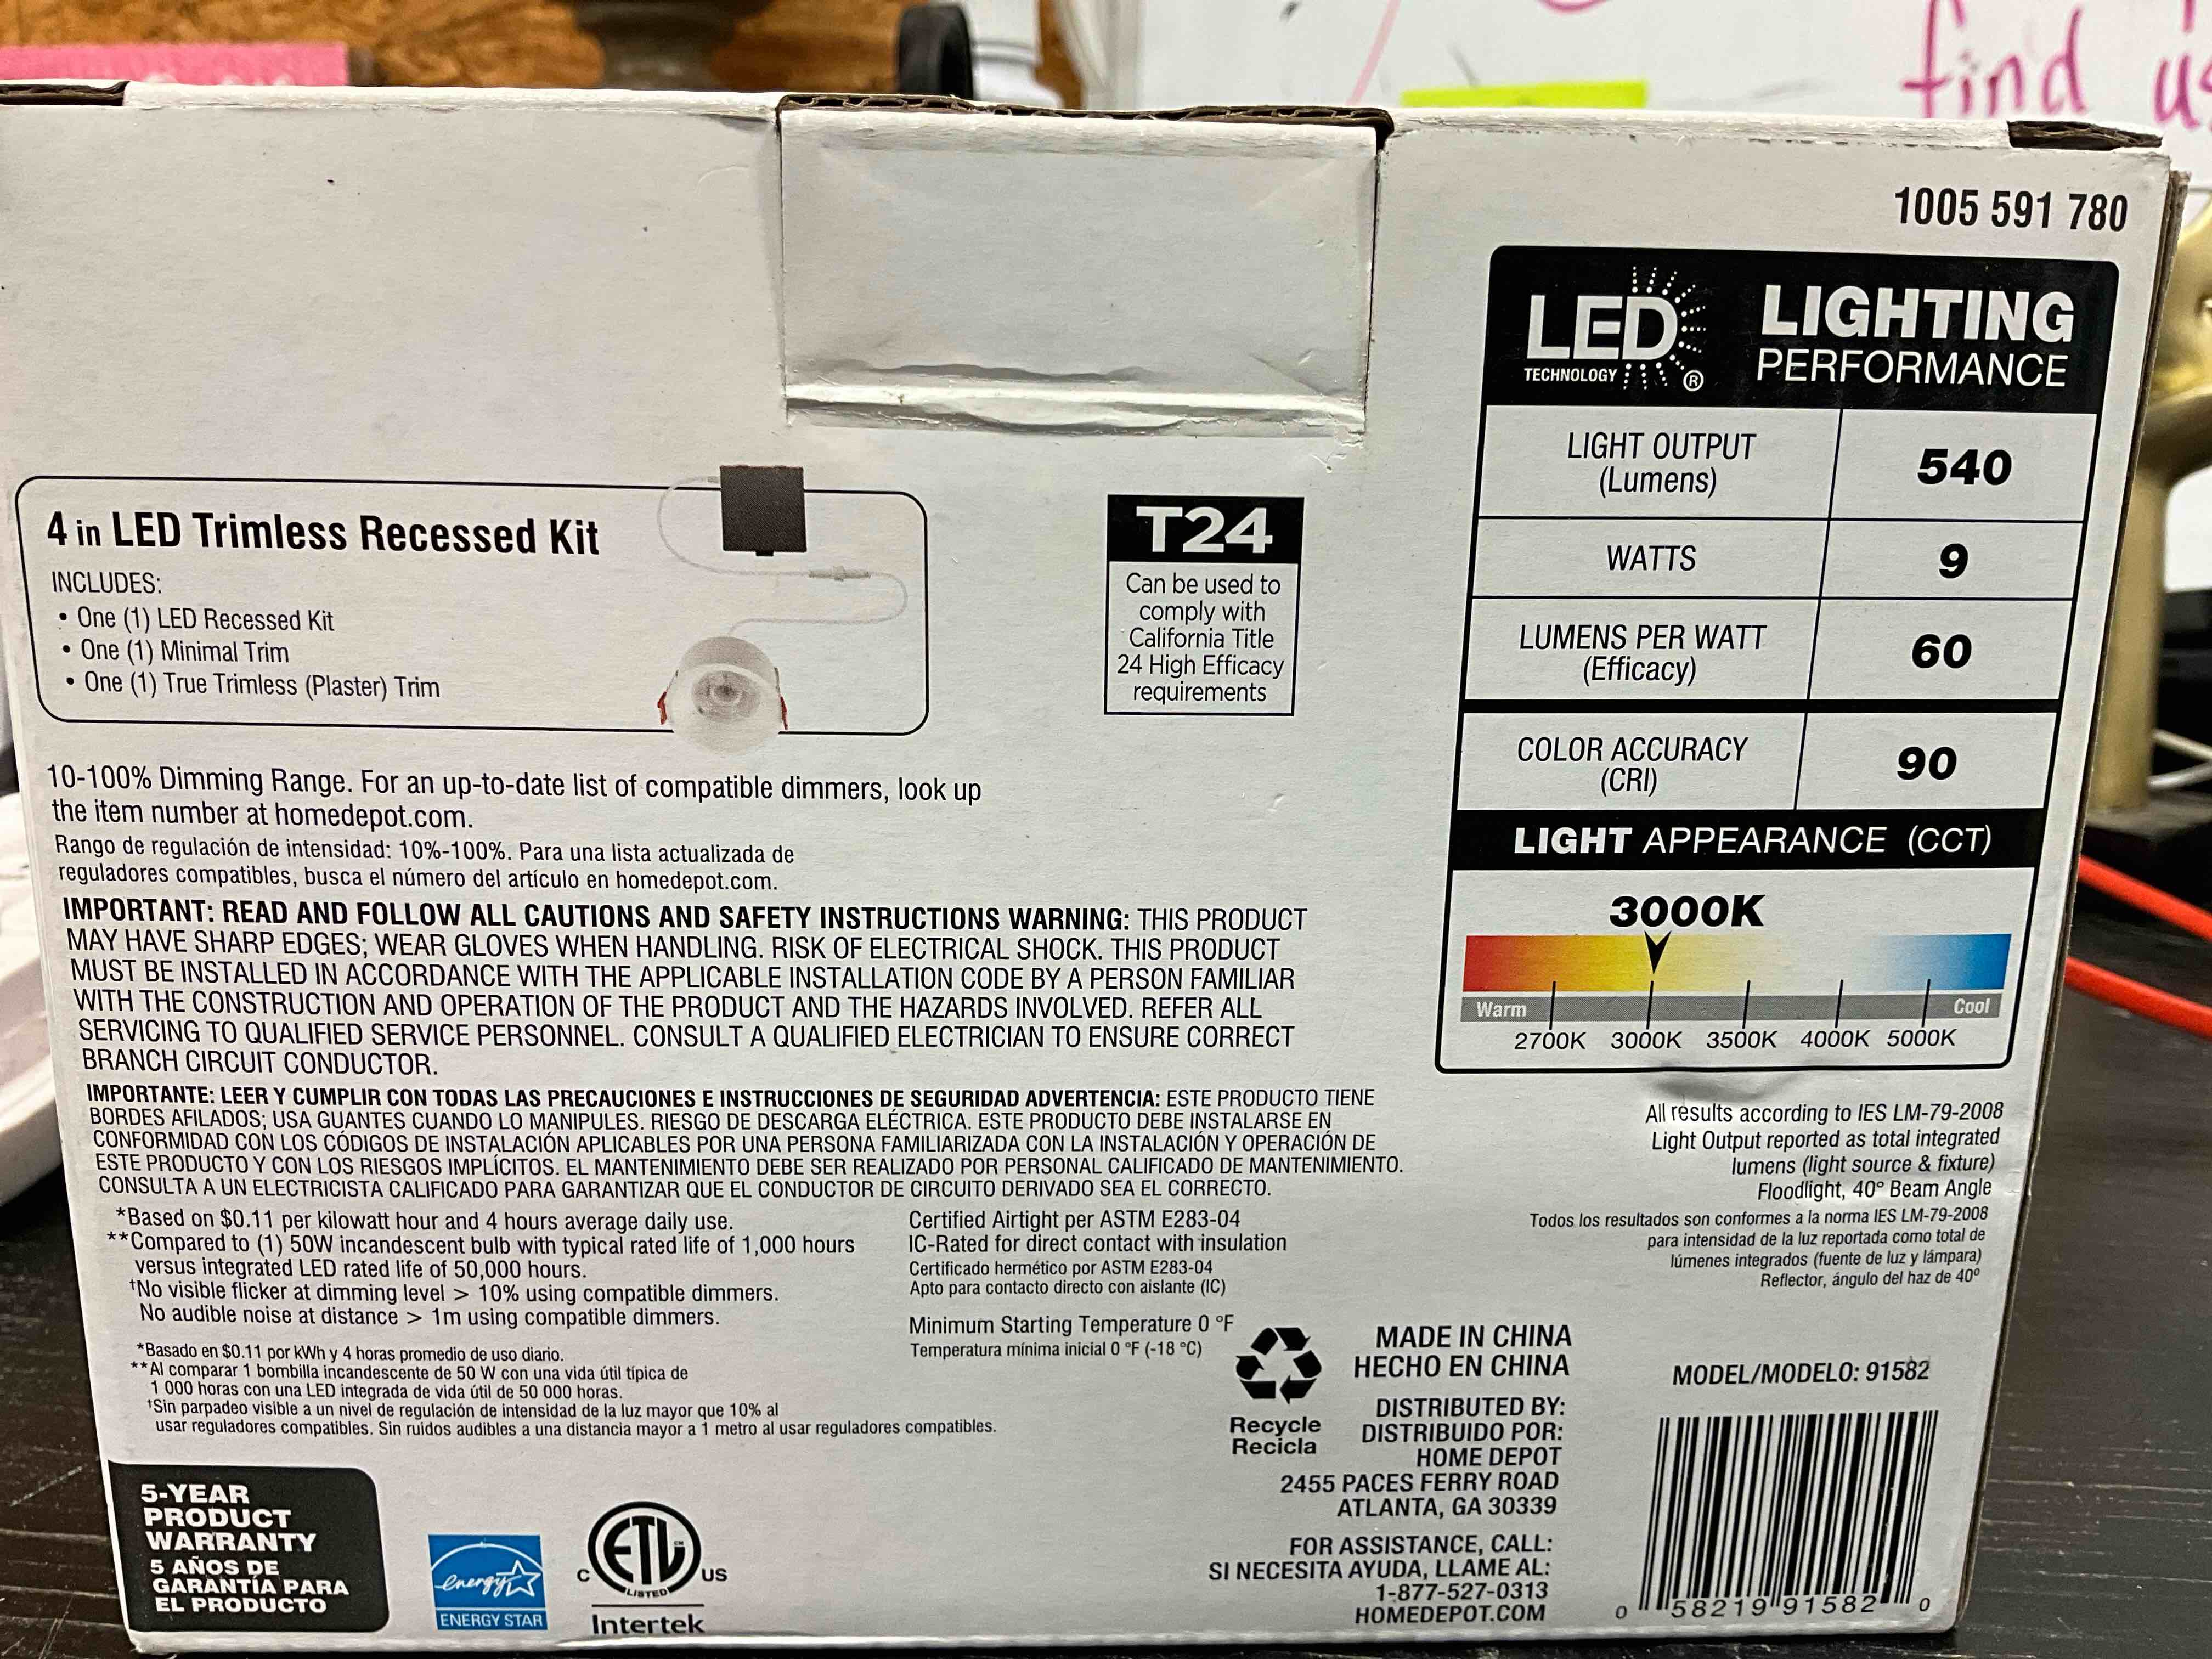 find us
1005 591 780
LED TECHNOLOGY ®
LIGHTING
PERFORMANCE
LIGHT OUTPUT
(Lumens)
540
WATTS
9
LUMENS PER WATT
(Efficacy)
60
COLOR ACCURACY
(CRI)
90
LIGHT APPEARANCE (CCT)
3000K
Warm
Cool
2700K 3000K 3500K 4000K 5000K
All results according to IES LM-79-2008
Light Output reported as total integrated
lumens (light source & fixture)
Floodlight, 40° Beam Angle
Todos los resultados son conformes a la norma IES LM-79-2008
para intensidad de la luz reportada como total de
lúmenes integrados (fuente de luz y lámpara)
Reflector, ángulo del haz de 40°
4 in LED Trimless Recessed Kit
INCLUDES:
• One (1) LED Recessed Kit
• One (1) Minimal Trim
• One (1) True Trimless (Plaster) Trim
T24
Can be used to
comply with
California Title
24 High Efficacy
requirements
10-100% Dimming Range. For an up-to-date list of compatible dimmers, look up
the item number at homedepot.com.
Rango de regulación de intensidad: 10%-100%. Para una lista actualizada de
reguladores compatibles, busca el número del artículo en homedepot.com.
IMPORTANT: READ AND FOLLOW ALL CAUTIONS AND SAFETY INSTRUCTIONS WARNING: THIS PRODUCT
MAY HAVE SHARP EDGES; WEAR GLOVES WHEN HANDLING. RISK OF ELECTRICAL SHOCK. THIS PRODUCT
MUST BE INSTALLED IN ACCORDANCE WITH THE APPLICABLE INSTALLATION CODE BY A PERSON FAMILIAR
WITH THE CONSTRUCTION AND OPERATION OF THE PRODUCT AND THE HAZARDS INVOLVED. REFER ALL
SERVICING TO QUALIFIED SERVICE PERSONNEL. CONSULT A QUALIFIED ELECTRICIAN TO ENSURE CORRECT
BRANCH CIRCUIT CONDUCTOR.
IMPORTANTE: LEER Y CUMPLIR CON TODAS LAS PRECAUCIONES E INSTRUCCIONES DE SEGURIDAD ADVERTENCIA: ESTE PRODUCTO TIENE
BORDES AFILADOS; USA GUANTES CUANDO LO MANIPULES. RIESGO DE DESCARGA ELÉCTRICA. ESTE PRODUCTO DEBE INSTALARSE EN
CONFORMIDAD CON LOS CÓDIGOS DE INSTALACIÓN APLICABLES POR UNA PERSONA FAMILIARIZADA CON LA INSTALACIÓN Y OPERACIÓN DE
ESTE PRODUCTO Y CON LOS RIESGOS IMPLÍCITOS. EL MANTENIMIENTO DEBE SER REALIZADO POR PERSONAL CALIFICADO DE MANTENIMIENTO.
CONSULTA A UN ELECTRICISTA CALIFICADO PARA GARANTIZAR QUE EL CONDUCTOR DE CIRCUITO DERIVADO SEA EL CORRECTO.
*Based on $0.11 per kilowatt hour and 4 hours average daily use.
**Compared to (1) 50W incandescent bulb with typical rated life of 1,000 hours
versus integrated LED rated life of 50,000 hours.
†No visible flicker at dimming level > 10% using compatible dimmers.
No audible noise at distance > 1m using compatible dimmers.
*Basado en $0.11 por kWh y 4 horas promedio de uso diario.
**Al comparar 1 bombilla incandescente de 50 W con una vida útil típica de
1 000 horas con una LED integrada de vida útil de 50 000 horas.
†Sin parpadeo visible a un nivel de regulación de intensidad de la luz mayor que 10% al
usar reguladores compatibles. Sin ruidos audibles a una distancia mayor a 1 metro al usar reguladores compatibles.
Certified Airtight per ASTM E283-04
IC-Rated for direct contact with insulation
Certificado hermético por ASTM E283-04
Apto para contacto directo con aislante (IC)
Minimum Starting Temperature 0 °F
Temperatura mínima inicial 0 °F (-18 °C)
Recycle
Recicla
MADE IN CHINA
HECHO EN CHINA
DISTRIBUTED BY:
DISTRIBUIDO POR:
HOME DEPOT
2455 PACES FERRY ROAD
ATLANTA, GA 30339
FOR ASSISTANCE, CALL:
SI NECESITA AYUDA, LLAME AL:
1-877-527-0313
HOMEDEPOT.COM
MODEL/MODELO: 91582
0 58219 91582 0
5-YEAR
PRODUCT
WARRANTY
5 AÑOS DE
GARANTÍA PARA
EL PRODUCTO
energy
ENERGY STAR
C ETL CM US
LISTED
Intertek